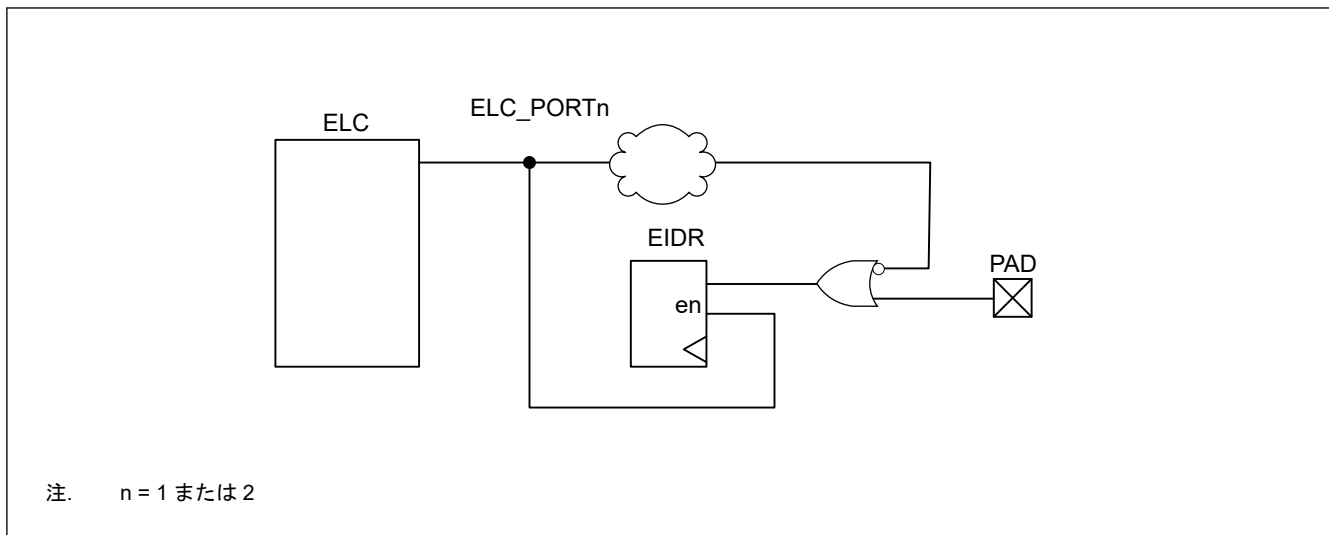 ELC_PORTn
ELC
EIDR
PAD
en
注. n = 1 または 2